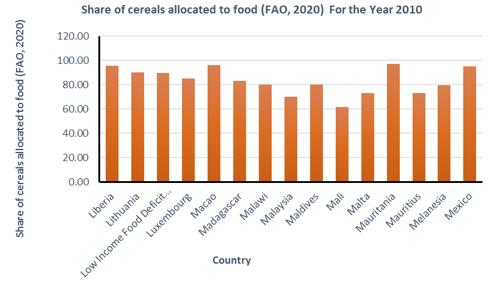 Share of cereals allocated to food (FAO, 2020)  For the Year 2010
Share of cereals allocated to food (FAO, 2020)
120.00
100.00
80.00
60.00
40.00
20.00
0.00
Liberia
Lithuania
Low Income Food Deficit...
Luxembourg
Macao
Madagascar
Malawi
Malaysia
Maldives
Mali
Malta
Mauritania
Mauritius
Melanesia
Mexico
Country